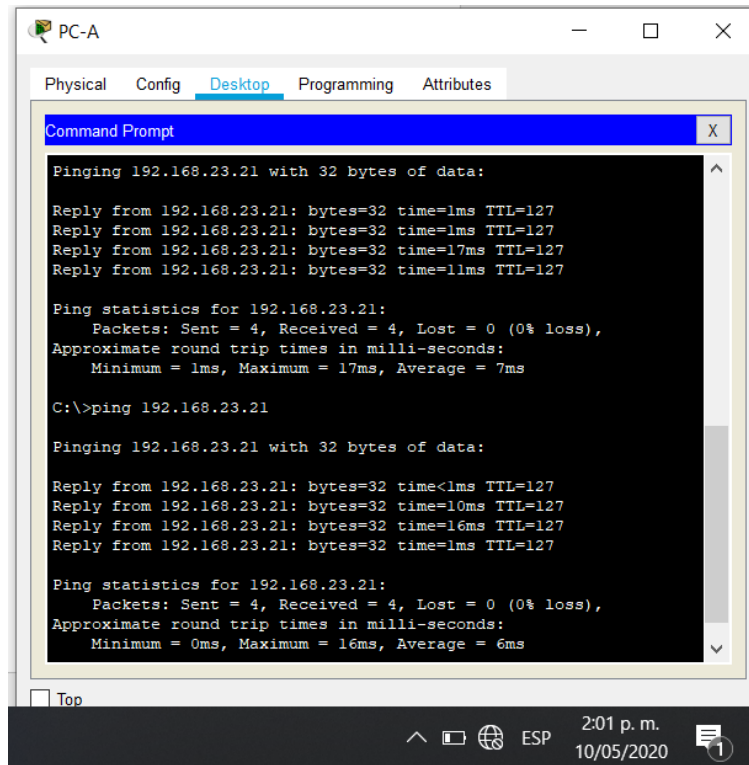 PC-A
Physical Config Desktop Programming Attributes
Command Prompt X
Pinging 192.168.23.21 with 32 bytes of data:
Reply from 192.168.23.21: bytes=32 time=1ms TTL=127
Reply from 192.168.23.21: bytes=32 time=1ms TTL=127
Reply from 192.168.23.21: bytes=32 time=17ms TTL=127
Reply from 192.168.23.21: bytes=32 time=11ms TTL=127
Ping statistics for 192.168.23.21:
Packets: Sent = 4, Received = 4, Lost = 0 (0% loss),
Approximate round trip times in milli-seconds:
Minimum = 1ms, Maximum = 17ms, Average = 7ms
C:\>ping 192.168.23.21
Pinging 192.168.23.21 with 32 bytes of data:
Reply from 192.168.23.21: bytes=32 time<1ms TTL=127
Reply from 192.168.23.21: bytes=32 time=10ms TTL=127
Reply from 192.168.23.21: bytes=32 time=16ms TTL=127
Reply from 192.168.23.21: bytes=32 time=1ms TTL=127
Ping statistics for 192.168.23.21:
Packets: Sent = 4, Received = 4, Lost = 0 (0% loss),
Approximate round trip times in milli-seconds:
Minimum = 0ms, Maximum = 16ms, Average = 6ms
Top
ESP
2:01 p. m.
10/05/2020
1